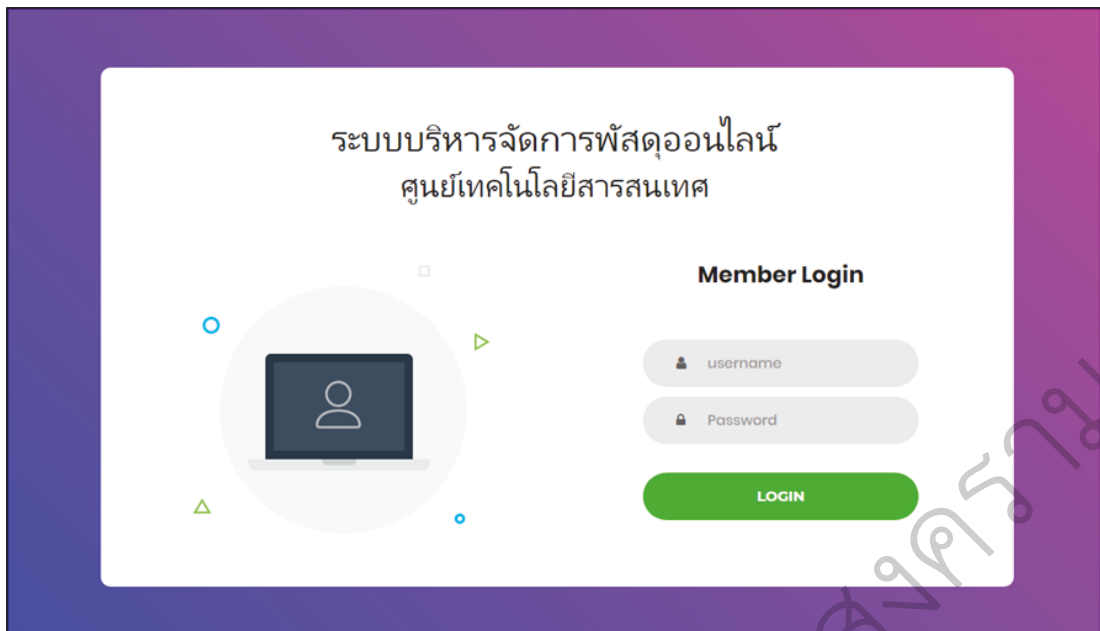 ระบบบริหารจัดการพัสดุออนไลน์
ศูนย์เทคโนโลยีสารสนเทศ
Member Login
username
Password
LOGIN